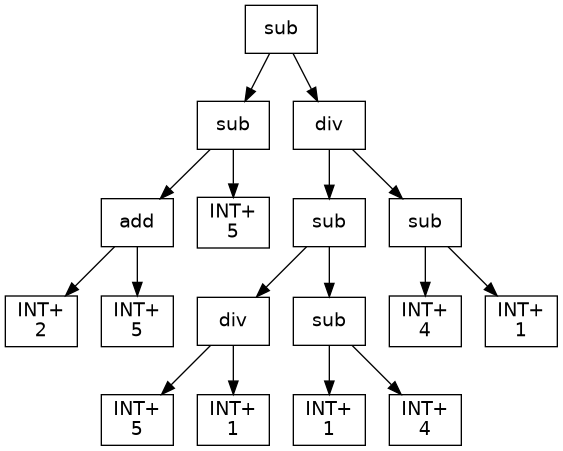 sub
sub
div
add
INT+
5
sub
sub
INT+
2
INT+
5
div
sub
INT+
4
INT+
1
INT+
5
INT+
1
INT+
1
INT+
4